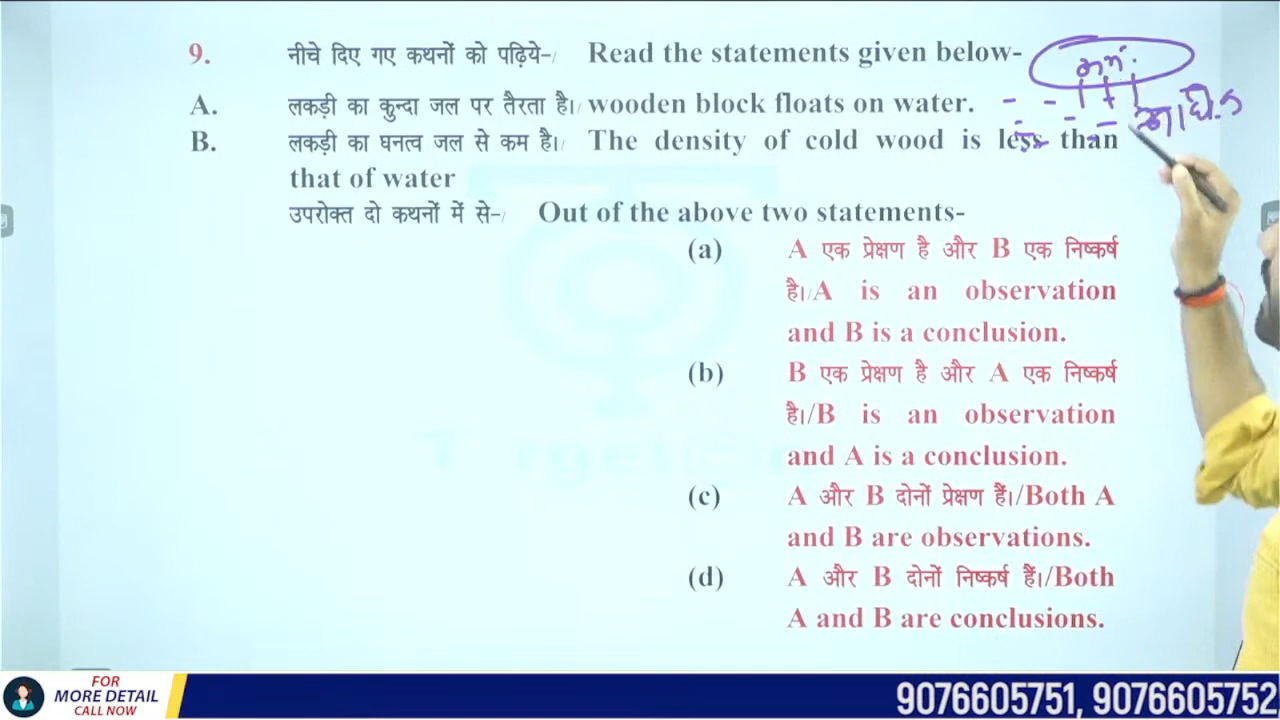 9. नीचे दिए गए कथनों को पढ़िये-/ Read the statements given below-
A. लकड़ी का कुन्दा जल पर तैरता है।/ wooden block floats on water.
B. लकड़ी का घनत्व जल से कम है।/ The density of cold wood is less than
that of water
उपरोक्त दो कथनों में से-/ Out of the above two statements-
(a) A एक प्रेक्षण है और B एक निष्कर्ष
है।/A is an observation
and B is a conclusion.
(b) B एक प्रेक्षण है और A एक निष्कर्ष
है।/B is an observation
and A is a conclusion.
(c) A और B दोनों प्रेक्षण हैं।/Both A
and B are observations.
(d) A और B दोनों निष्कर्ष हैं।/Both
A and B are conclusions.
FOR
MORE DETAIL
CALL NOW
9076605751, 9076605752